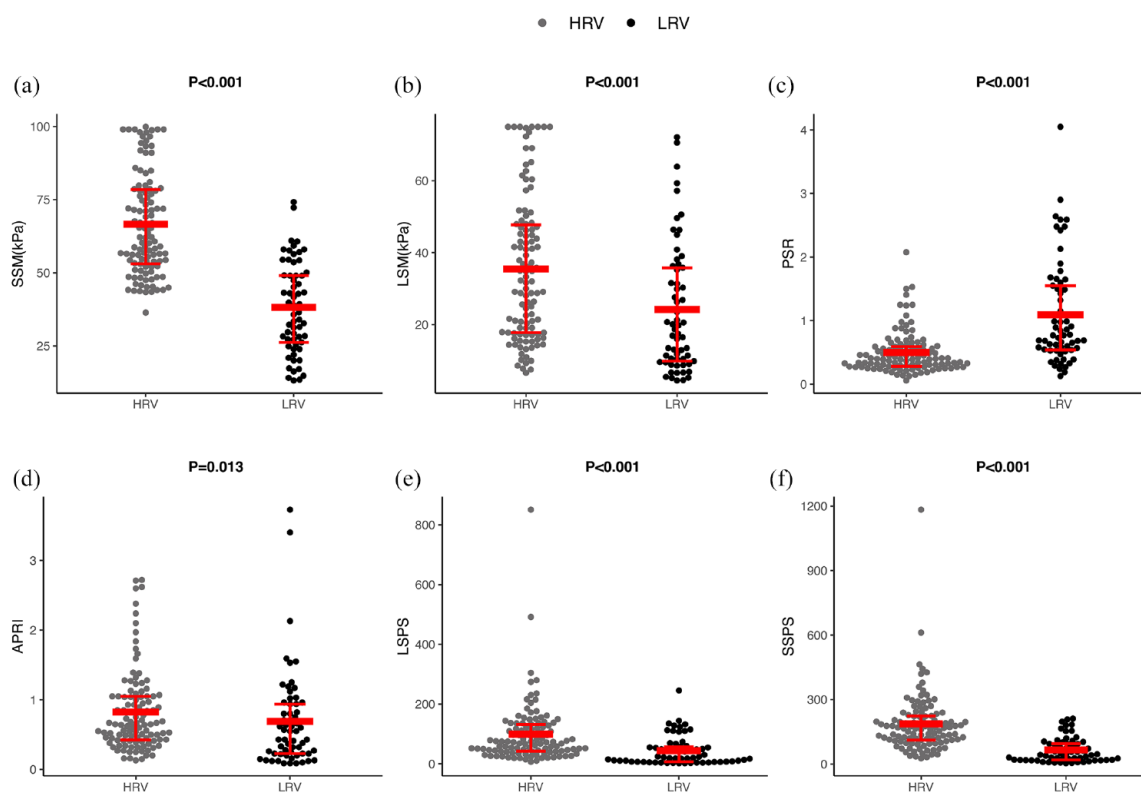 HRV LRV
(a) P<0.001
SSM(kPa)
100
75
50
25
HRV LRV
(b) P<0.001
LSM(kPa)
60
40
20
HRV LRV
(c) P<0.001
PSR
4
3
2
1
0
HRV LRV
(d) P=0.013
APRI
3
2
1
0
HRV LRV
(e) P<0.001
LSPS
800
600
400
200
0
HRV LRV
(f) P<0.001
SSPS
1200
900
600
300
0
HRV LRV